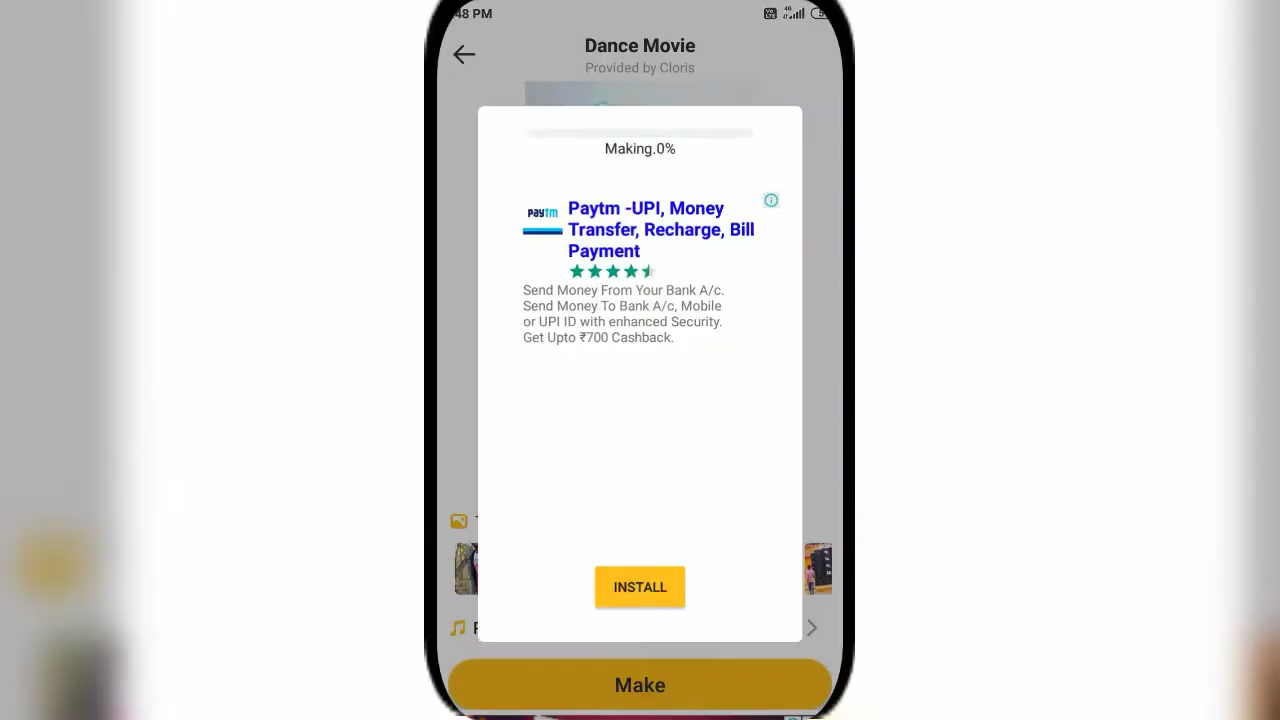 48 PM
Dance Movie
Provided by Cloris
Making.0%
paytm
Paytm -UPI, Money
Transfer, Recharge, Bill
Payment
Send Money From Your Bank A/c.
Send Money To Bank A/c, Mobile
or UPI ID with enhanced Security.
Get Upto ₹700 Cashback.
INSTALL
Make